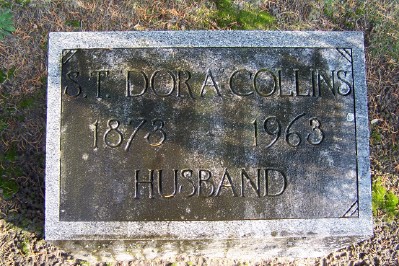 S. T. DORA COLLINS
1873 1963
HUSBAND